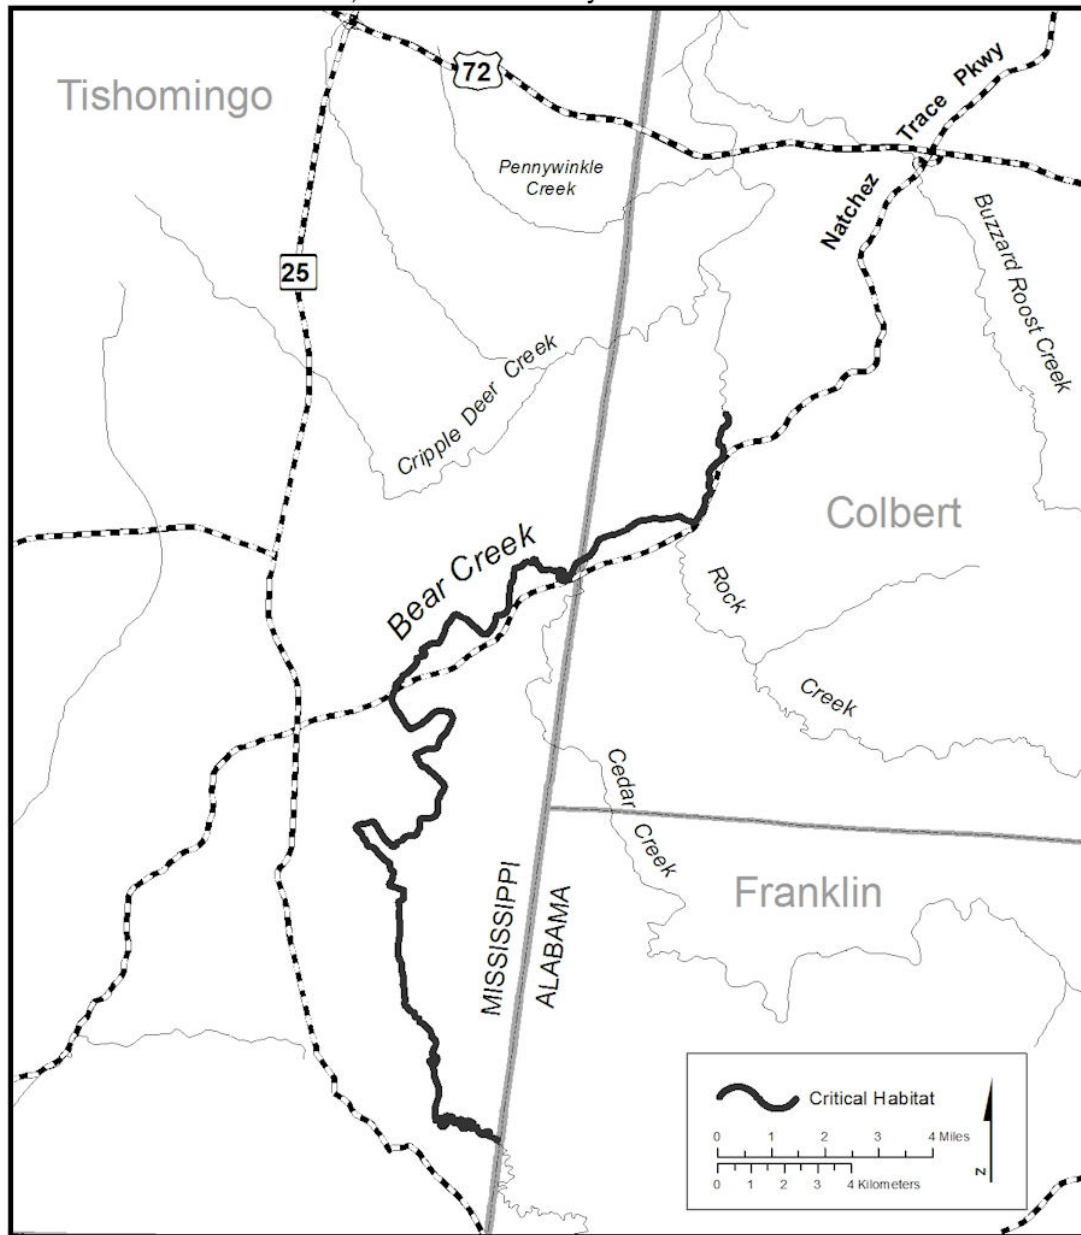 72
Tishomingo
Trace Pkwy
Pennywinkle
Creek
Natchez
Buzzard Roost Creek
25
Cripple Deer Creek
Colbert
Bear Creek
Rock
Creek
Cedar
Creek
MISSISSIPPI
ALABAMA
Franklin
Critical Habitat
0 1 2 3 4 Miles
0 1 2 3 4 Kilometers
N